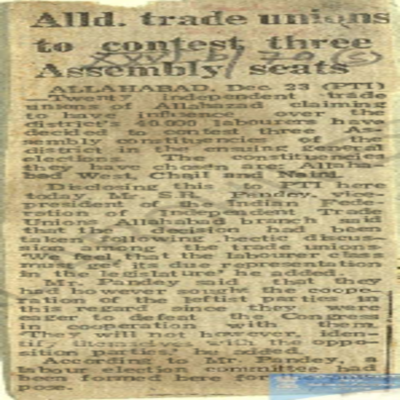 Alld. trade unions
to contest three
Assembly seats
ALLAHABAD, Dec. 23 (PTI)
—Twenty independent trade
unions of Allahabad claiming
to have influence over the
district's 40,000 labourers have
decided to contest three As-
sembly constituencies of the
district in the ensuing general
elections. The constituencies
they have chosen are Allaha-
bad West, Chail and
Disclosing this to PTI here
today Mr. S.R. Pandey, vice-
president of the Indian Fede-
ration of Independent Trade
Unions Allahabad branch said
that the decision had been
taken following hectic discus-
sion among the trade unions.
'We feel that the labourer class
must get its due representation
in the legislature' he added.
Mr. Pandey said that they
had however sought the coope-
ration of the leftist parties in
this regard since they were
eager to defeat the Congress
in cooperation with them.
'They will not however, iden-
tify themselves with the oppo-
sition parties,' he added.
According to Mr. Pandey, a
labour election committee had
been formed here for
pose.